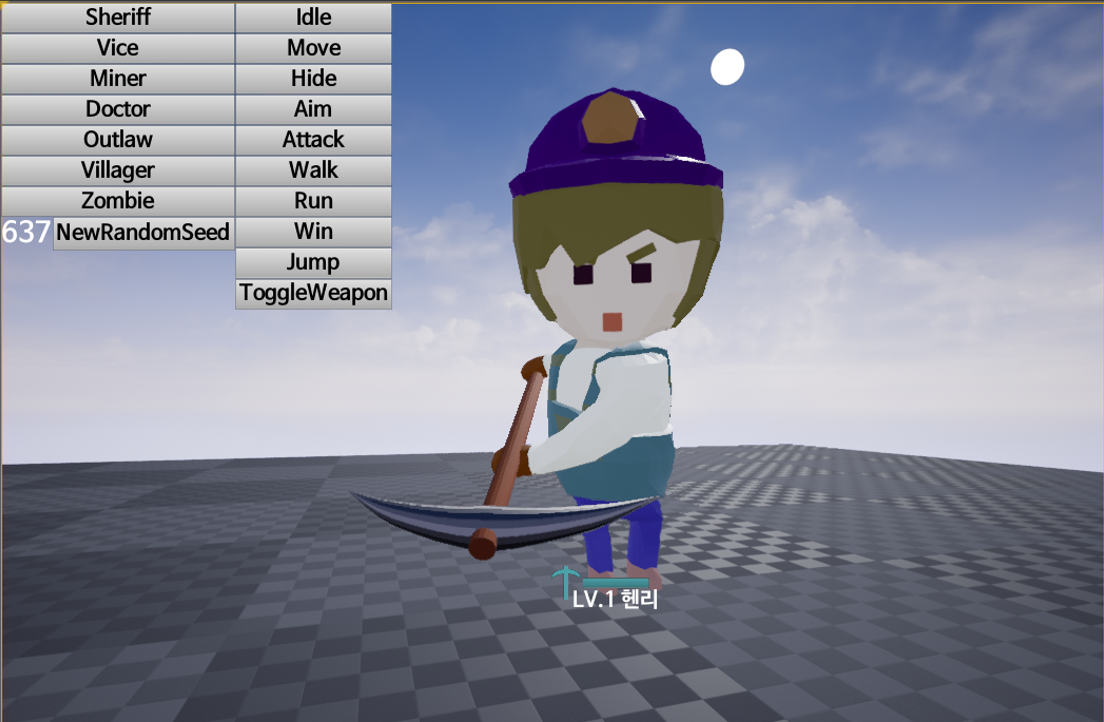 Sheriff
Idle
Vice
Move
Miner
Hide
Doctor
Aim
Outlaw
Attack
Villager
Walk
Zombie
Run
637 NewRandomSeed
Win
Jump
ToggleWeapon
LV.1 헨리